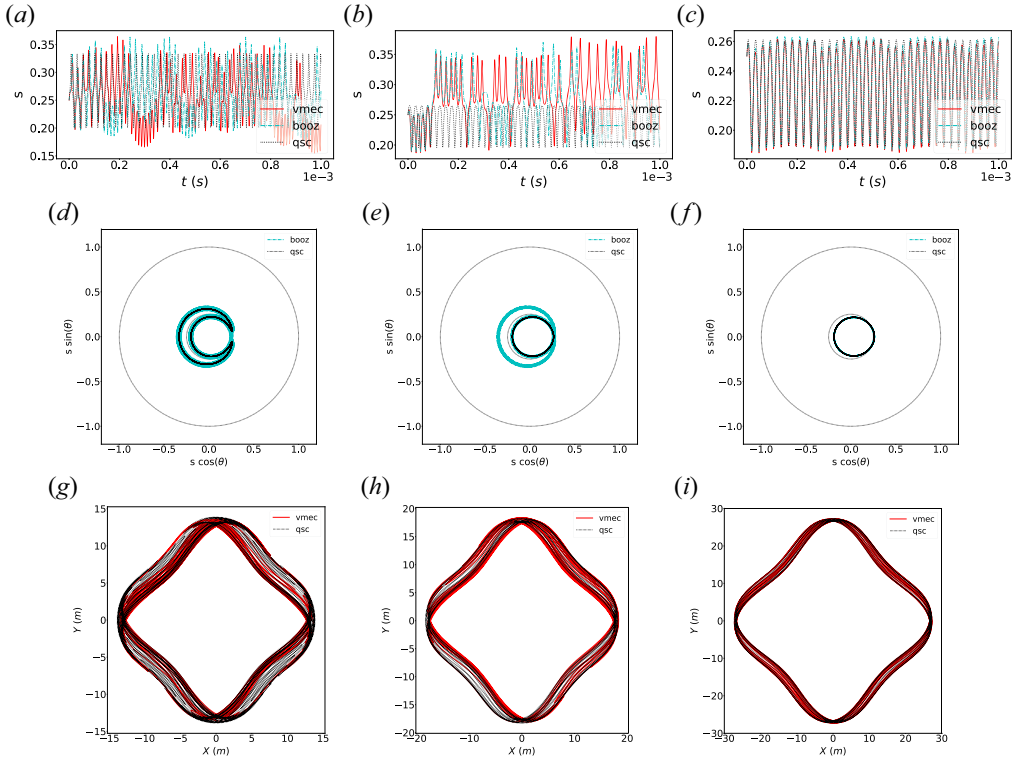 (a)
(b)
(c)
0.35
0.30
0.25
0.20
0.15
s
0.0 0.2 0.4 0.6 0.8 1.0
1e−3
t (s)
vmec
booz
qsc
0.35
0.30
0.25
0.20
s
0.0 0.2 0.4 0.6 0.8 1.0
1e−3
t (s)
vmec
booz
qsc
0.26
0.24
0.22
0.20
s
0.0 0.2 0.4 0.6 0.8 1.0
1e−3
t (s)
vmec
booz
qsc
(d)
(e)
(f)
1.0
0.5
0.0
−0.5
−1.0
s sin(θ)
−1.0 −0.5 0.0 0.5 1.0
s cos(θ)
booz
qsc
1.0
0.5
0.0
−0.5
−1.0
s sin(θ)
−1.0 −0.5 0.0 0.5 1.0
s cos(θ)
booz
qsc
1.0
0.5
0.0
−0.5
−1.0
s sin(θ)
−1.0 −0.5 0.0 0.5 1.0
s cos(θ)
booz
qsc
(g)
(h)
(i)
15
10
5
0
−5
−10
−15
Y (m)
−15 −10 −5 0 5 10 15
X (m)
vmec
qsc
20
15
10
5
0
−5
−10
−15
−20
Y (m)
−20 −10 0 10 20
X (m)
vmec
qsc
30
20
10
0
−10
−20
−30
Y (m)
−30 −20 −10 0 10 20 30
X (m)
vmec
qsc